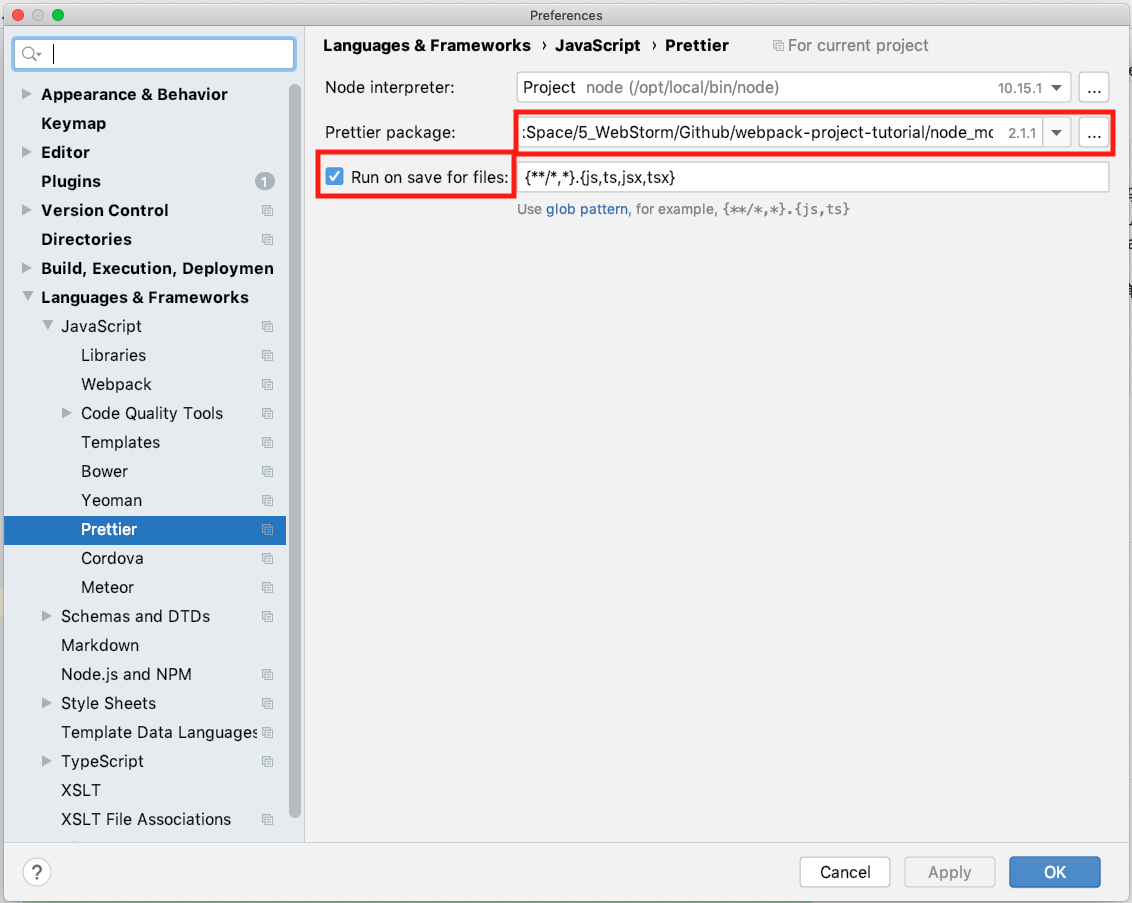 Preferences
Languages & Frameworks › JavaScript › Prettier For current project
Appearance & Behavior
Keymap
Editor
Plugins 1
Version Control
Directories
Build, Execution, Deploymen
Languages & Frameworks
JavaScript
Libraries
Webpack
Code Quality Tools
Templates
Bower
Yeoman
Prettier
Cordova
Meteor
Schemas and DTDs
Markdown
Node.js and NPM
Style Sheets
Template Data Languages
TypeScript
XSLT
XSLT File Associations
Node interpreter: Project node (/opt/local/bin/node) 10.15.1 ...
Prettier package: :Space/5_WebStorm/Github/webpack-project-tutorial/node_mo 2.1.1 ...
Run on save for files: {**/*,*}.{js,ts,jsx,tsx}
Use glob pattern, for example, {**/*,*}.{js,ts}
? Cancel Apply OK